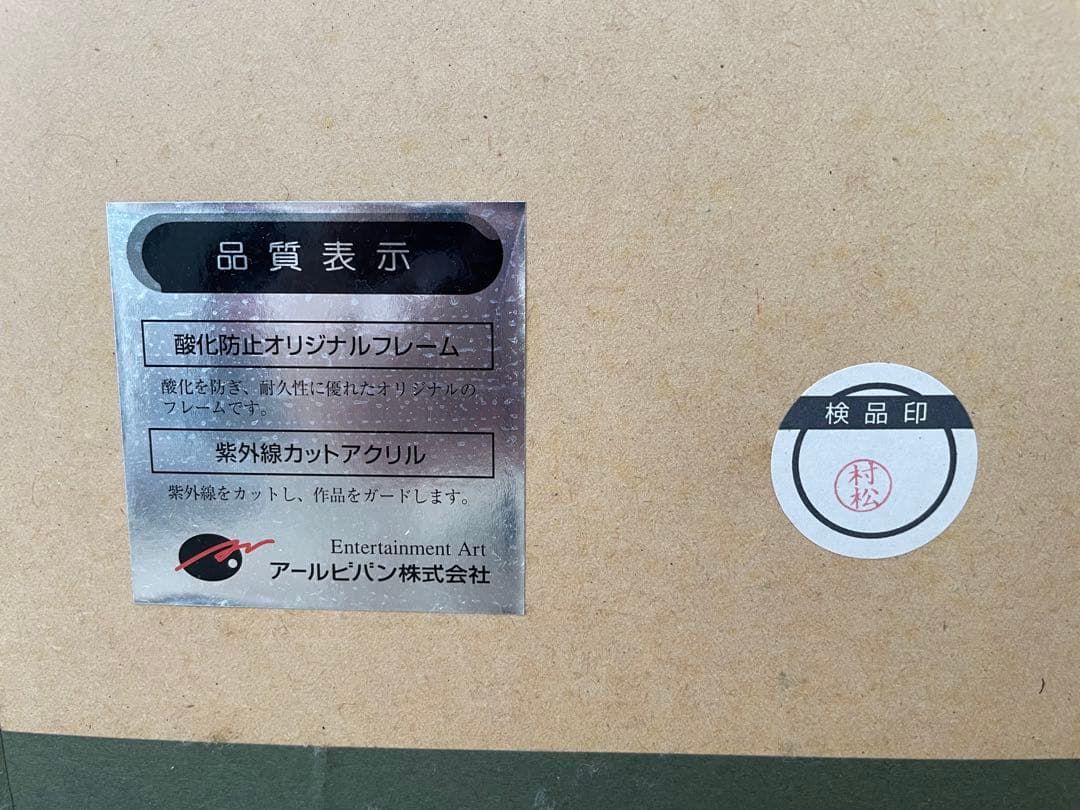 品質表示
酸化防止オリジナルフレーム
酸化を防ぎ、耐久性に優れたオリジナルの
フレームです。
紫外線カットアクリル
紫外線をカットし、作品をガードします。
Entertainment Art
アールビバン株式会社
検品印
村松